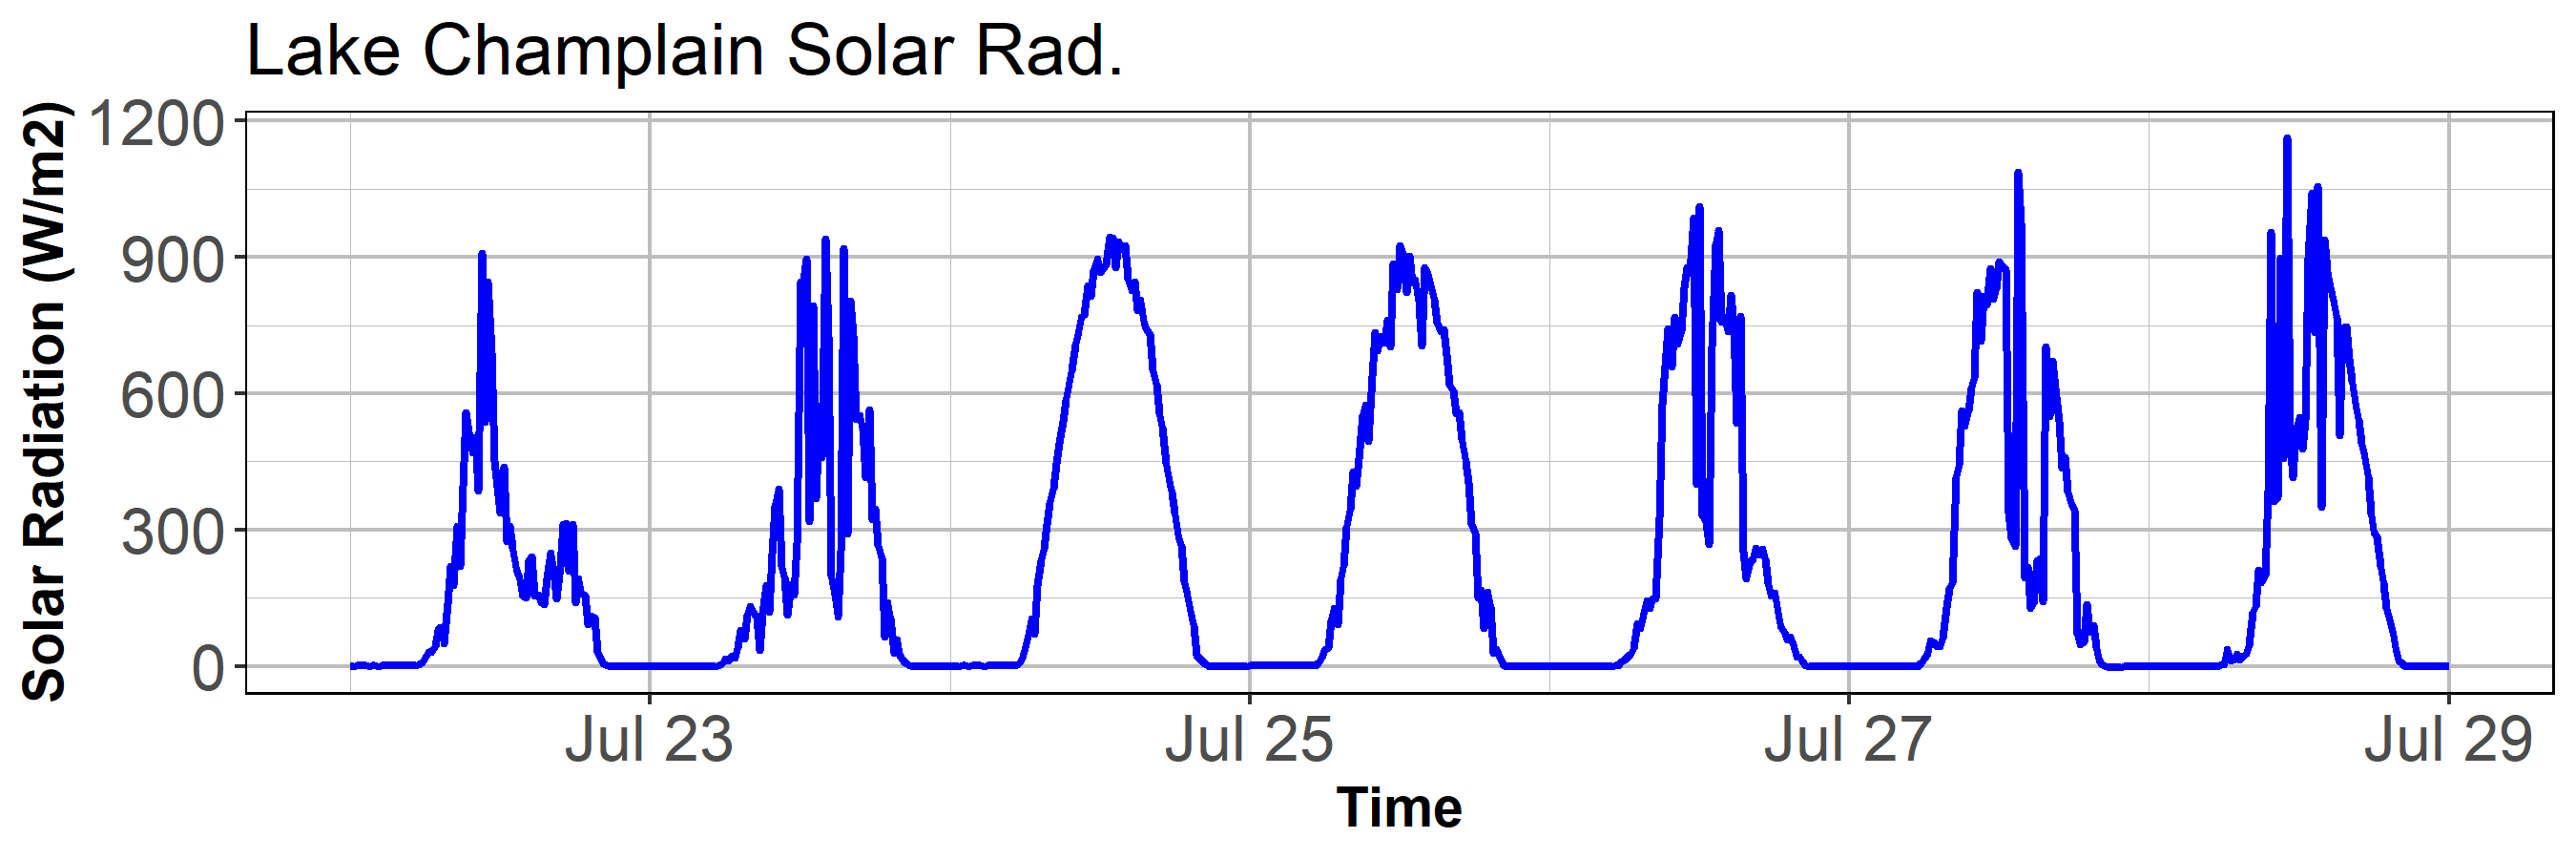 Lake Champlain Solar Rad.
Solar Radiation (W/m2)
1200
900
600
300
0
Jul 23
Jul 25
Jul 27
Jul 29
Time